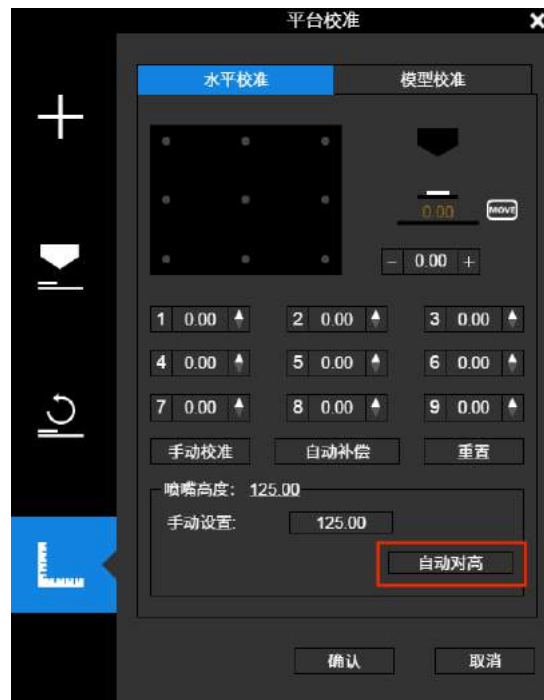 平台校准
水平校准 模型校准
0.00 MOVE
- 0.00 +
1 0.00 2 0.00 3 0.00
4 0.00 5 0.00 6 0.00
7 0.00 8 0.00 9 0.00
手动校准 自动补偿 重置
喷嘴高度: 125.00
手动设置: 125.00
自动对高
确认 取消